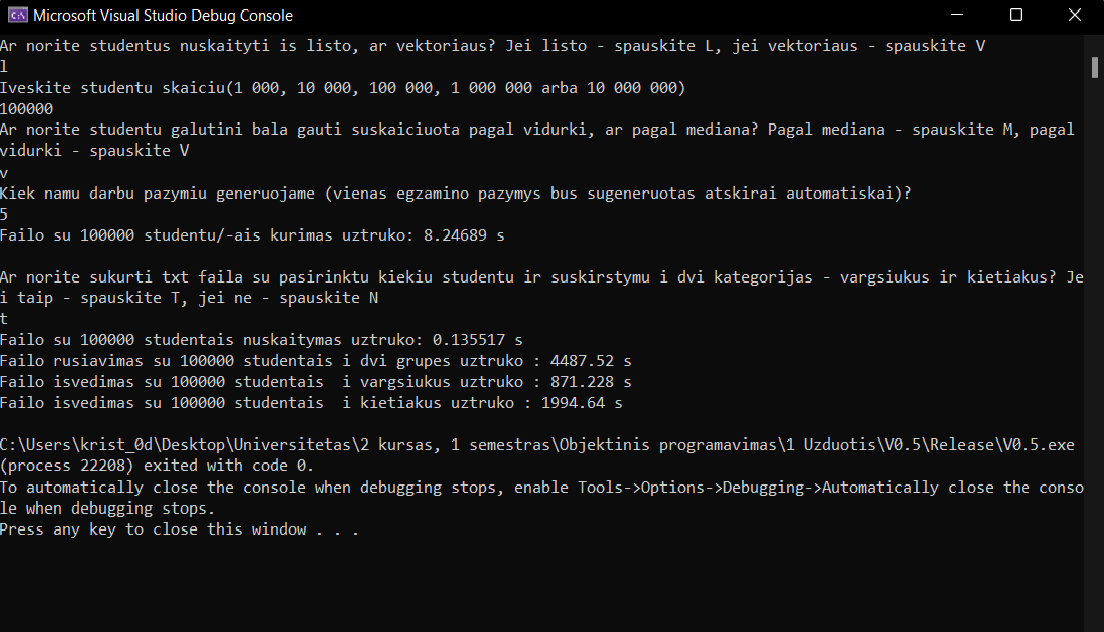 Microsoft Visual Studio Debug Console
Ar norite studentus nuskaityti is listo, ar vektoriaus? Jei listo - spauskite L, jei vektoriaus - spauskite V
l
Iveskite studentu skaiciu(1 000, 10 000, 100 000, 1 000 000 arba 10 000 000)
100000
Ar norite studentu galutini bala gauti suskaiciuota pagal vidurki, ar pagal mediana? Pagal mediana - spauskite M, pagal
vidurki - spauskite V
v
Kiek namu darbu pazymiu generuojame (vienas egzamino pazymys bus sugeneruotas atskirai automatiskai)?
5
Failo su 100000 studentu/-ais kurimas uztruko: 8.24689 s
Ar norite sukurti txt faila su pasirinktu kiekiu studentu ir suskirstymu i dvi kategorijas - vargsiukus ir kietiakus? Je
i taip - spauskite T, jei ne - spauskite N
t
Failo su 100000 studentais nuskaitymas uztruko: 0.135517 s
Failo rusiavimas su 100000 studentais i dvi grupes uztruko : 4487.52 s
Failo isvedimas su 100000 studentais  i vargsiukus uztruko : 871.228 s
Failo isvedimas su 100000 studentais  i kietiakus uztruko : 1994.64 s
C:\Users\krist_0d\Desktop\Universitetas\2 kursas, 1 semestras\Objektinis programavimas\1 Uzduotis\V0.5\Release\V0.5.exe
(process 22208) exited with code 0.
To automatically close the console when debugging stops, enable Tools->Options->Debugging->Automatically close the conso
le when debugging stops.
Press any key to close this window . . .